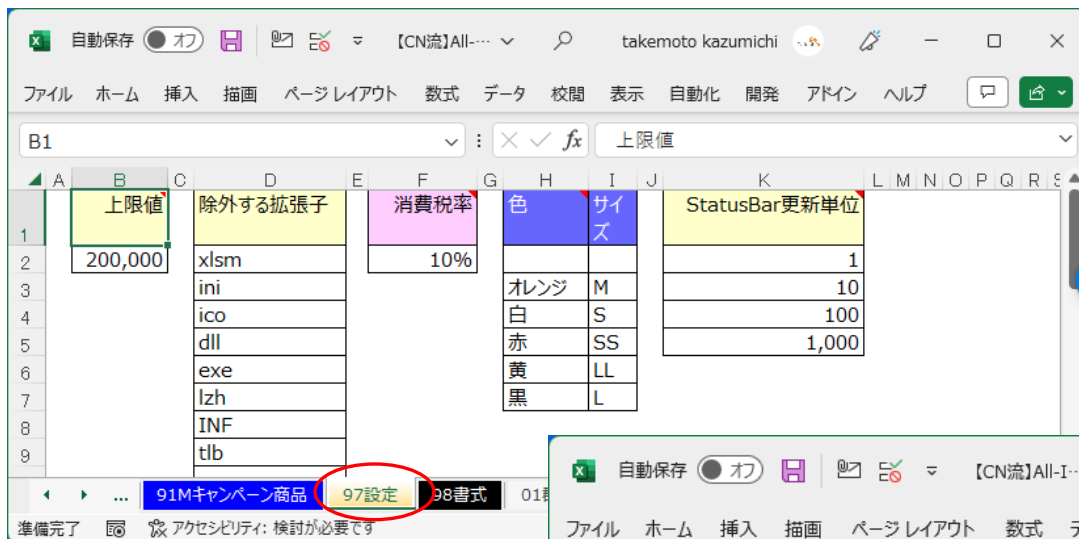 自動保存 オフ 【CN流】All-… takemoto kazumichi
ファイル ホーム 挿入 描画 ページ レイアウト 数式 データ 校閲 表示 自動化 開発 アドイン ヘルプ
B1 fx 上限値
A B C D E F G H I J K L M N O P Q R S
1 上限値 除外する拡張子 消費税率 色 サイズ StatusBar更新単位
2 200,000 xlsm 10% 1
3 ini オレンジ M 10
4 ico 白 S 100
5 dll 赤 SS 1,000
6 exe 黄 LL
7 lzh 黒 L
8 INF
9 tlb
... 91Mキャンペーン商品 97設定 98書式
準備完了 アクセシビリティ: 検討が必要です
自動保存 オフ 【CN流】All-I…
ファイル ホーム 挿入 描画 ページ レイアウト 数式